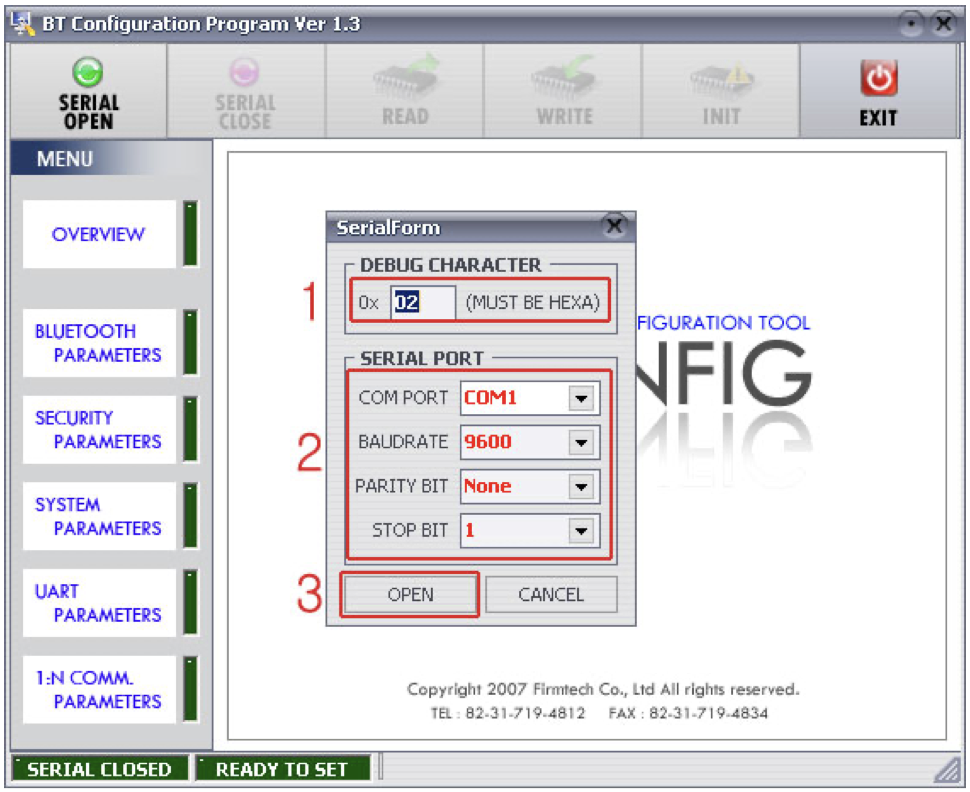 BT Configuration Program Ver 1.3
SERIAL
OPEN
SERIAL
CLOSE
READ
WRITE
INIT
EXIT
MENU
OVERVIEW
BLUETOOTH
PARAMETERS
SECURITY
PARAMETERS
SYSTEM
PARAMETERS
UART
PARAMETERS
1:N COMM.
PARAMETERS
SerialForm
DEBUG CHARACTER
1
0x 02 (MUST BE HEXA)
SERIAL PORT
2
COM PORT COM1
BAUDRATE 9600
PARITY BIT None
STOP BIT 1
3
OPEN CANCEL
FIGURATION TOOL
NFIG
Copyright 2007 Firmtech Co., Ltd All rights reserved.
TEL : 82-31-719-4812 FAX : 82-31-719-4834
SERIAL CLOSED
READY TO SET